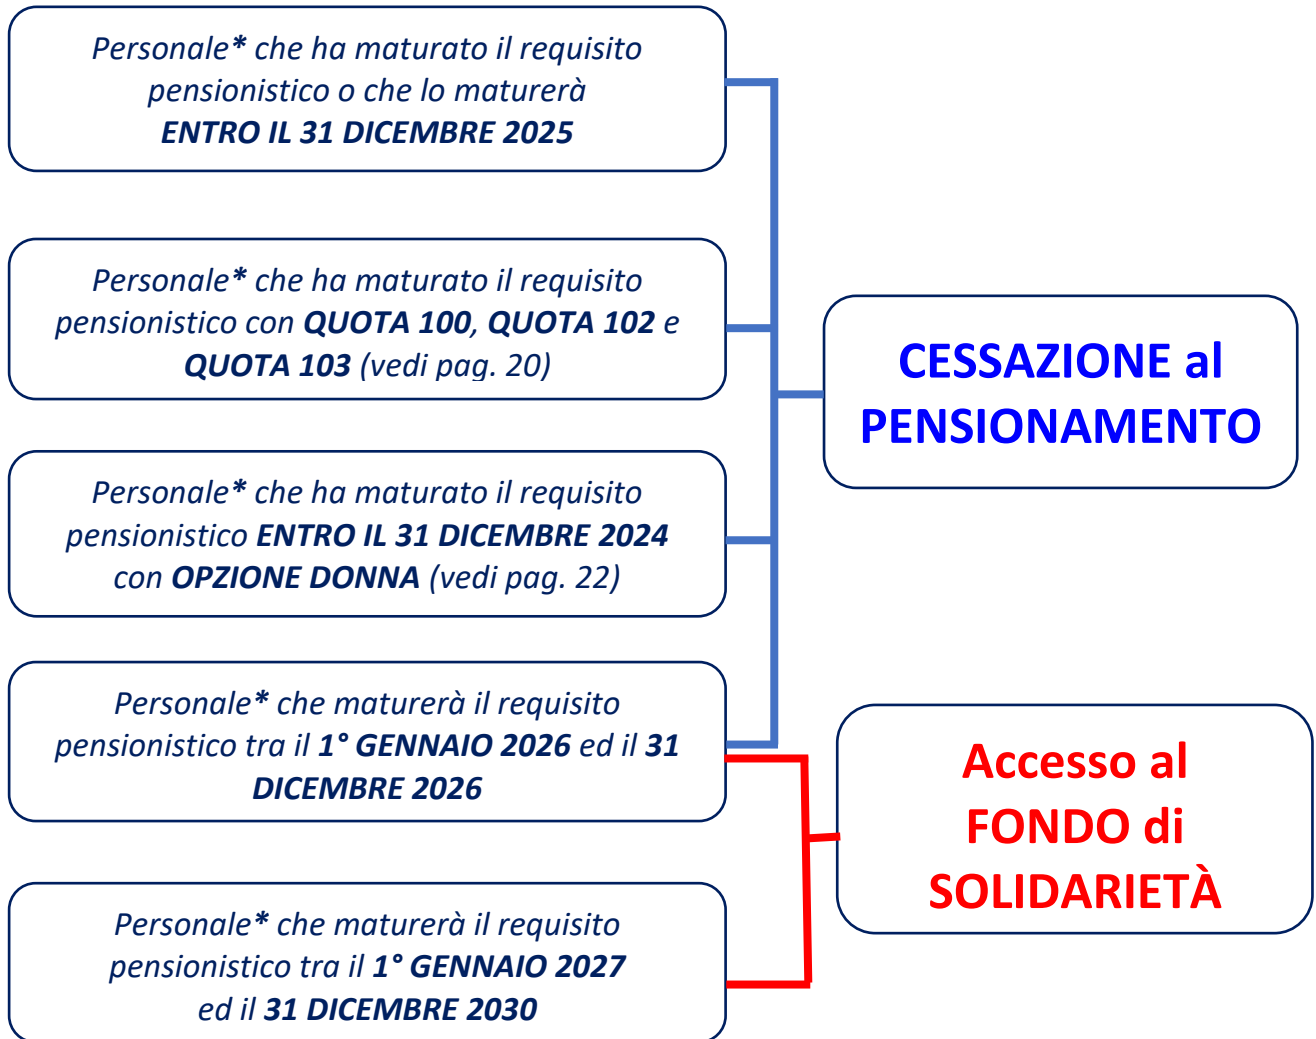 Personale* che ha maturato il requisito
pensionistico o che lo maturerà
ENTRO IL 31 DICEMBRE 2025
Personale* che ha maturato il requisito
pensionistico con QUOTA 100, QUOTA 102 e
QUOTA 103 (vedi pag. 20)
CESSAZIONE al
PENSIONAMENTO
Personale* che ha maturato il requisito
pensionistico ENTRO IL 31 DICEMBRE 2024
con OPZIONE DONNA (vedi pag. 22)
Personale* che maturerà il requisito
pensionistico tra il 1° GENNAIO 2026 ed il 31
DICEMBRE 2026
Accesso al
FONDO di
SOLIDARIETÀ
Personale* che maturerà il requisito
pensionistico tra il 1° GENNAIO 2027
ed il 31 DICEMBRE 2030